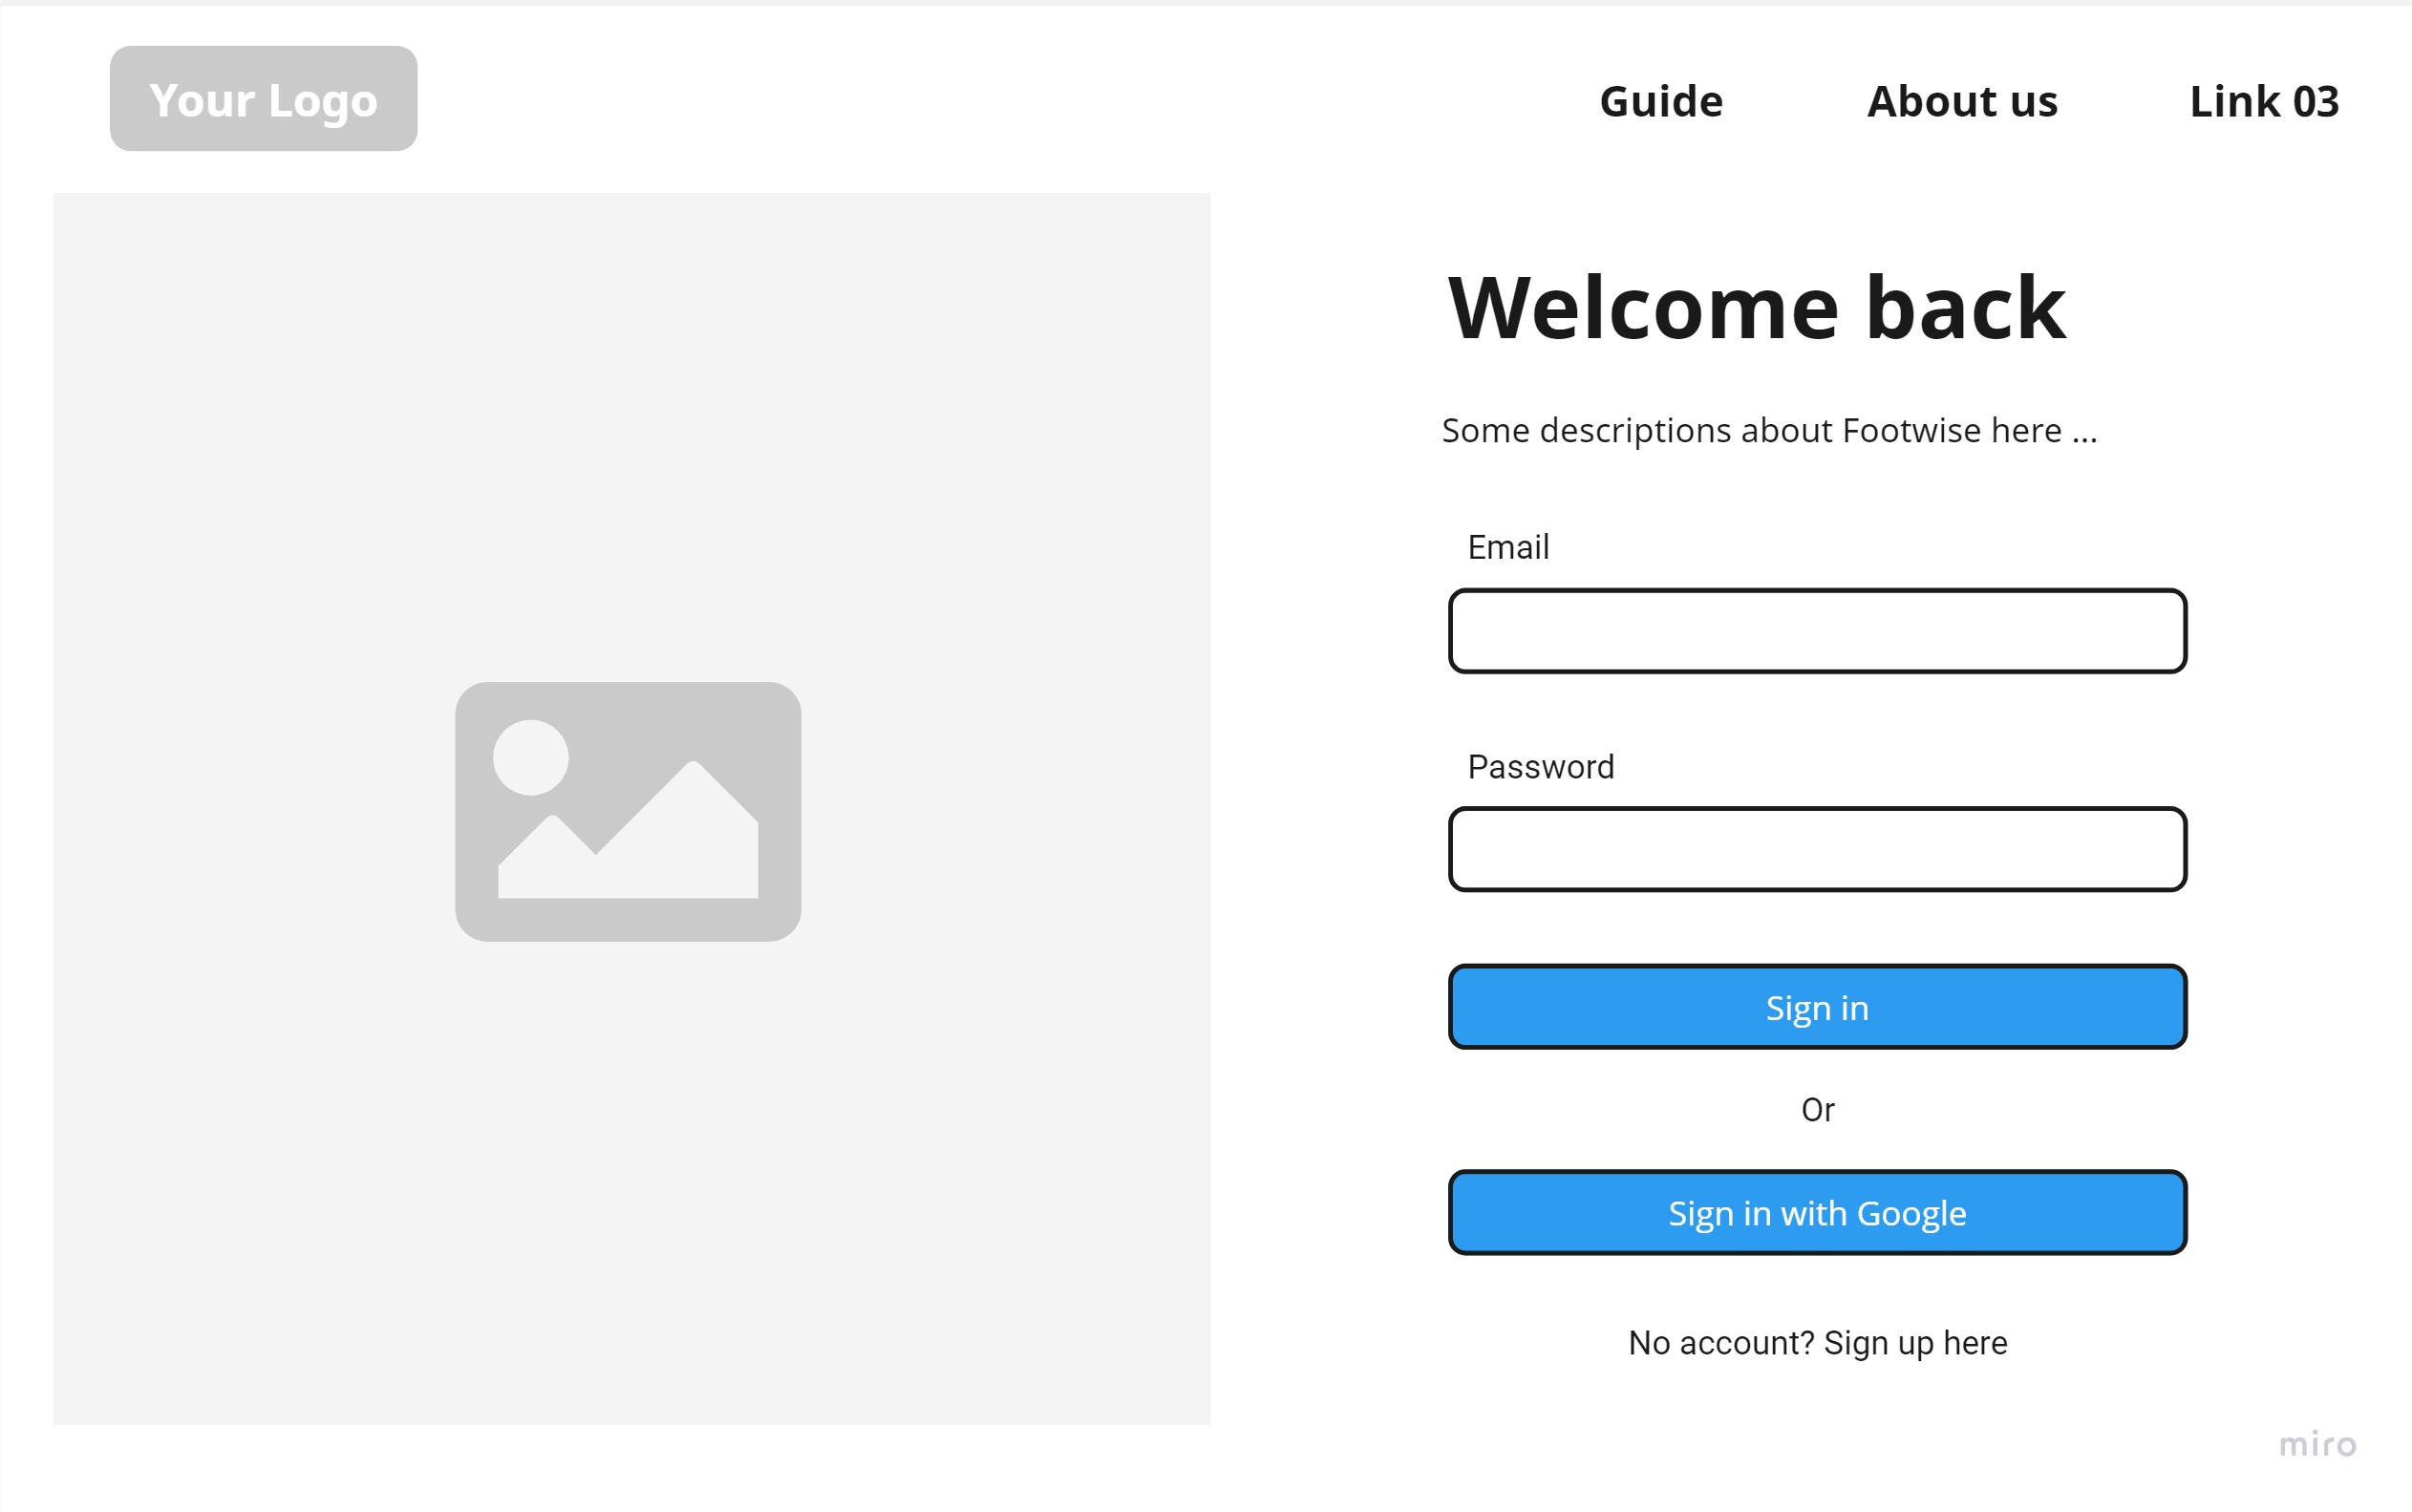 Your Logo
Guide
About us
Link 03
Welcome back
Some descriptions about Footwise here ...
Email
Password
Sign in
Or
Sign in with Google
No account? Sign up here
miro